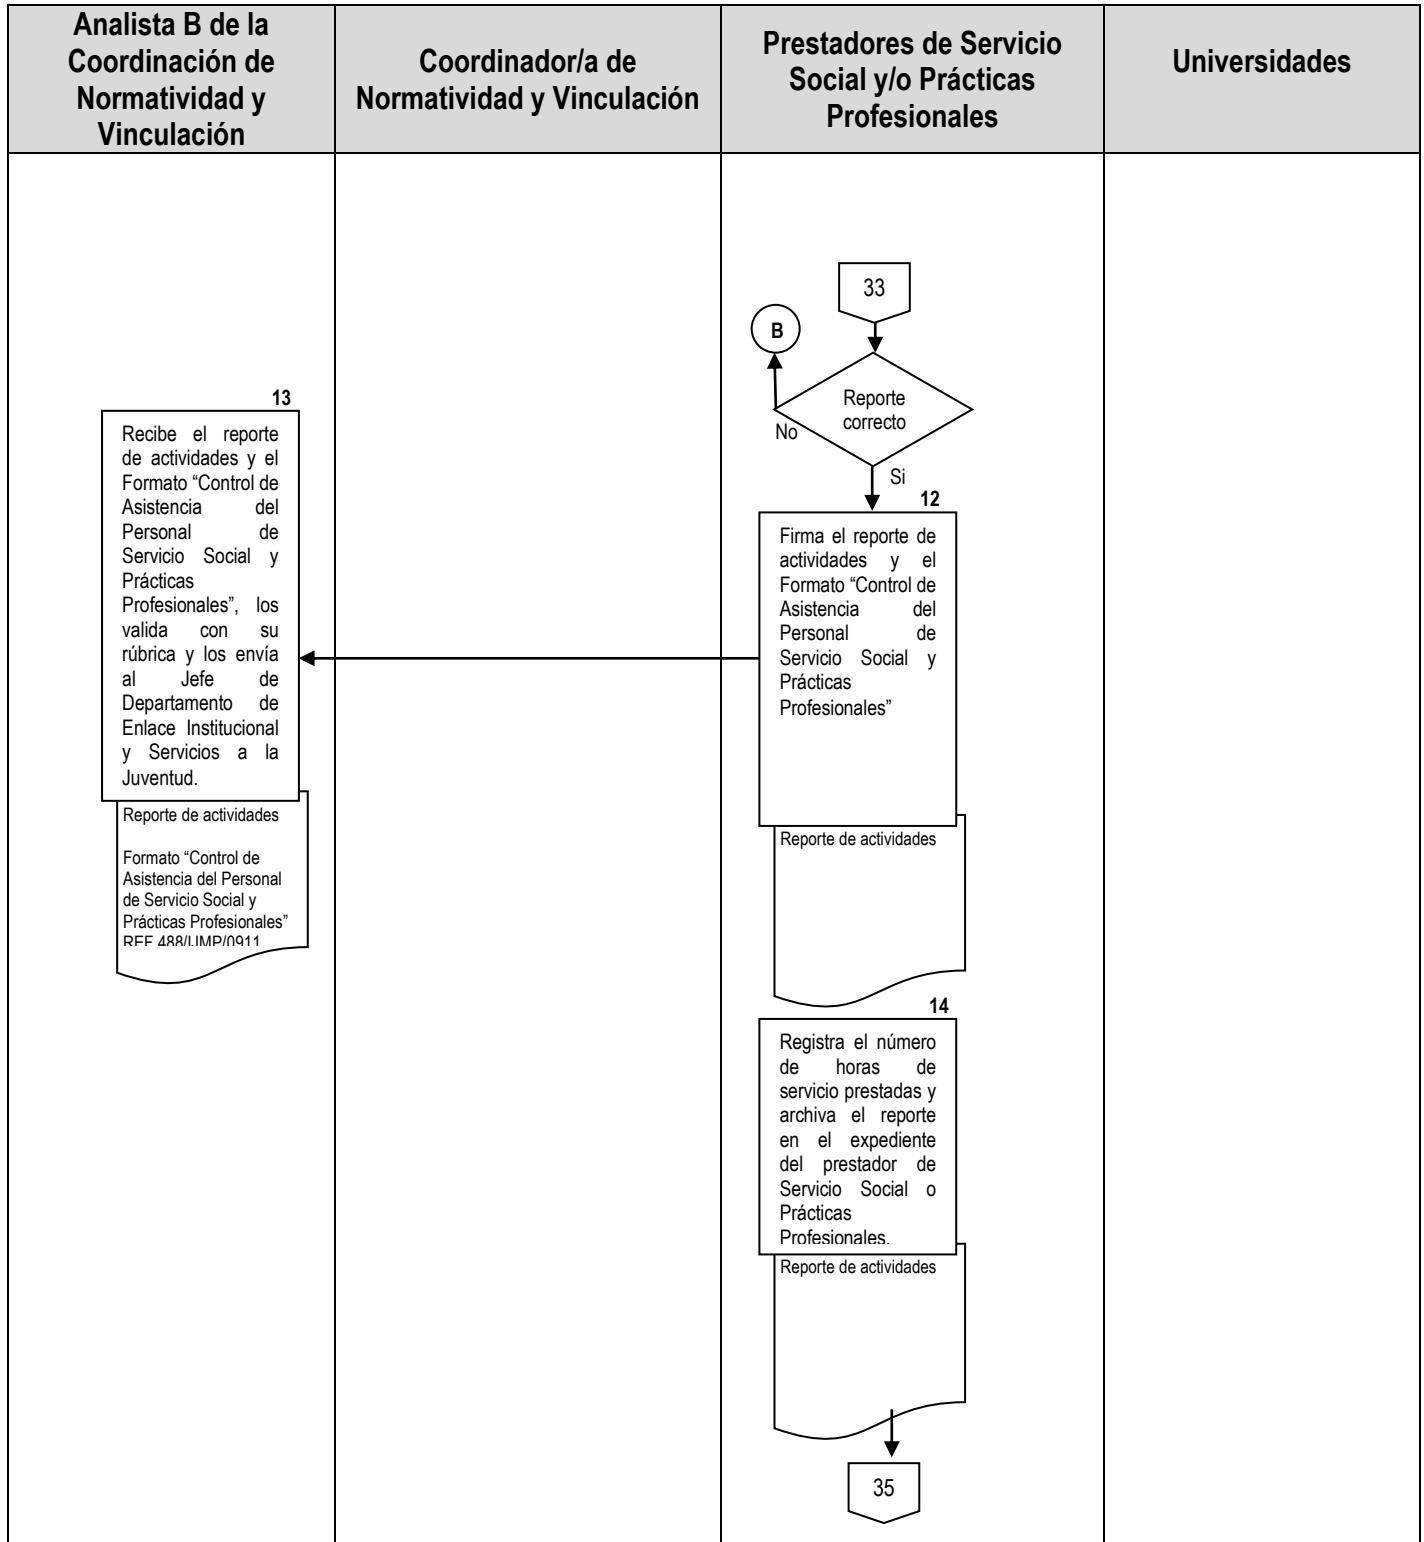 Analista B de la
Coordinación de
Normatividad y
Vinculación
Coordinador/a de
Normatividad y Vinculación
Prestadores de Servicio
Social y/o Prácticas
Profesionales
Universidades
33
B
Reporte
correcto
No
Si
12
Firma el reporte de
actividades y el
Formato “Control de
Asistencia del
Personal de
Servicio Social y
Prácticas
Profesionales”
Reporte de actividades
13
Recibe el reporte
de actividades y el
Formato “Control de
Asistencia del
Personal de
Servicio Social y
Prácticas
Profesionales”, los
valida con su
rúbrica y los envía
al Jefe de
Departamento de
Enlace Institucional
y Servicios a la
Juventud.
Reporte de actividades
Formato “Control de
Asistencia del Personal
de Servicio Social y
Prácticas Profesionales”
REF 488/IJMP/0911
14
Registra el número
de horas de
servicio prestadas y
archiva el reporte
en el expediente
del prestador de
Servicio Social o
Prácticas
Profesionales.
Reporte de actividades
35